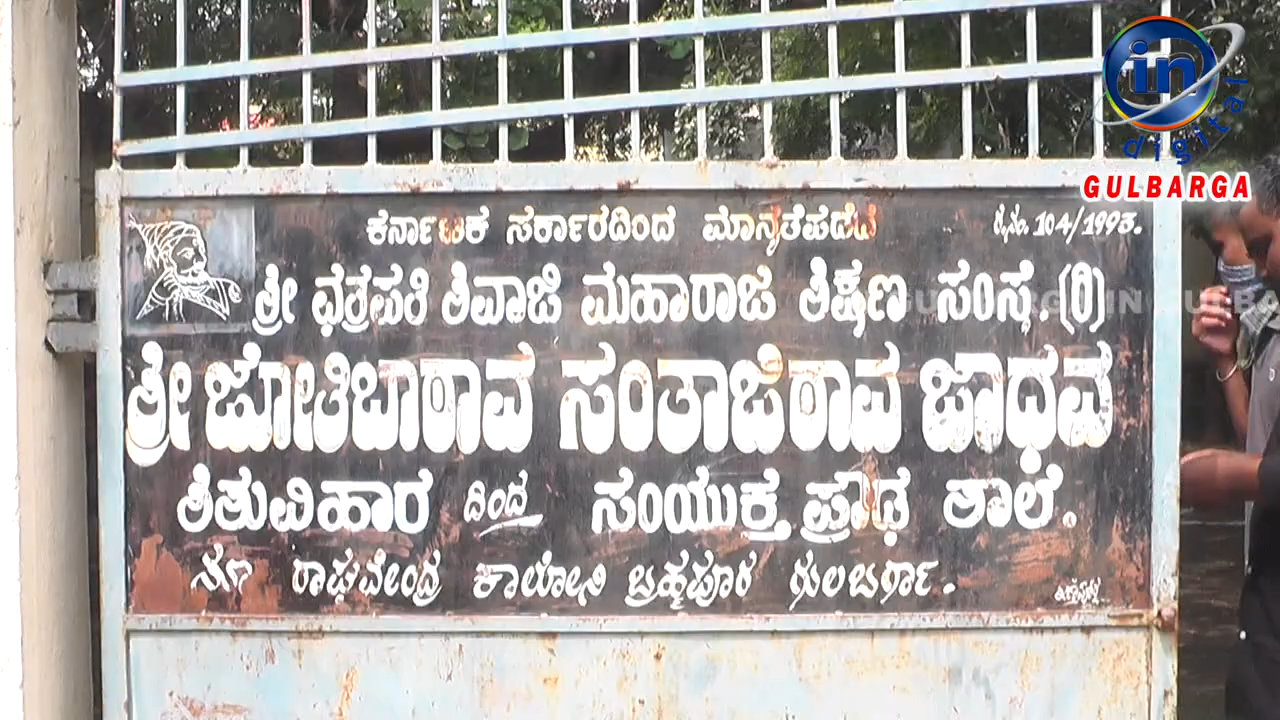 ಕರ್ನಾಟಕ ಸರ್ಕಾರದಿಂದ ಮಾನ್ಯತೆಪಡೆದ
104/1993.
ಶ್ರೀ ಛತ್ರಪತಿ ಶಿವಾಜಿ ಮಹಾರಾಜ ಶಿಕ್ಷಣ ಸಂಸ್ಥೆ.(ರಿ)
ಶ್ರೀ ಜ್ಯೋತಿಬಾರಾವ ಸಂತಾಜಿರಾವ ಜಾಧವ
ಶಿಶುವಿಹಾರ ದಿಂದ ಸಂಯುಕ್ತ ಪ್ರೌಢ ಶಾಲೆ.
ರಾಘವೇಂದ್ರ ಕಾಲೋನಿ ಬ್ರಹ್ಮಪೂರ ಗುಲಬರ್ಗಾ.
in
digital
GULBARGA